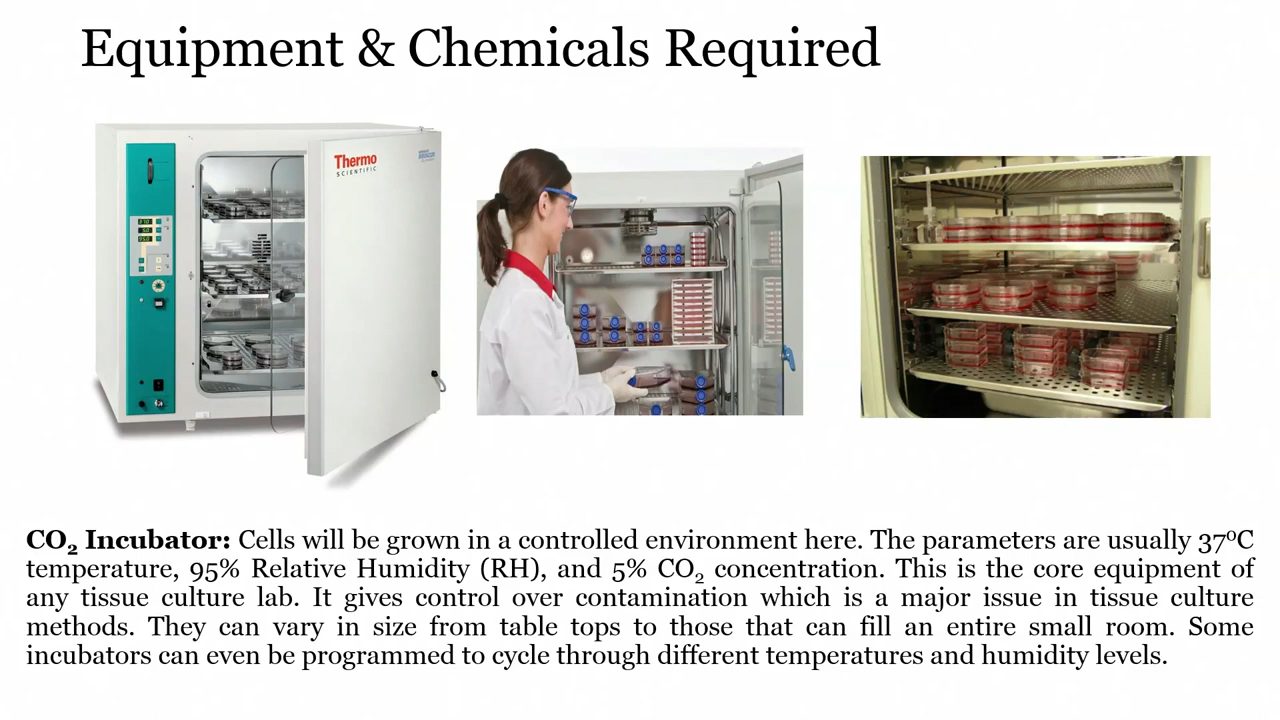 Equipment & Chemicals Required
Thermo
SCIENTIFIC
CO₂ Incubator: Cells will be grown in a controlled environment here. The parameters are usually 37⁰C
temperature, 95% Relative Humidity (RH), and 5% CO₂ concentration. This is the core equipment of
any tissue culture lab. It gives control over contamination which is a major issue in tissue culture
methods. They can vary in size from table tops to those that can fill an entire small room. Some
incubators can even be programmed to cycle through different temperatures and humidity levels.